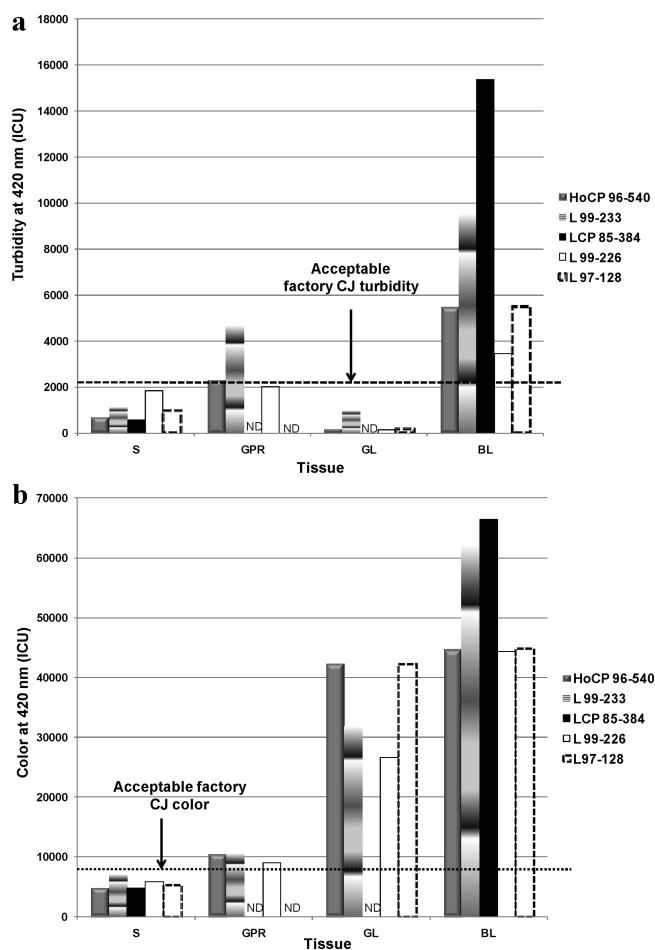 a
18000
16000
14000
12000
10000
8000
6000
4000
2000
0
Turbidity at 420 nm (ICU)
Acceptable
factory CJ turbidity
ND
ND
ND
S
GPR
GL
BL
Tissue
HoCP 96-540
L 99-233
LCP 85-384
L 99-226
L 97-128
b
70000
60000
50000
40000
30000
20000
10000
0
Color at 420 nm (ICU)
Acceptable factory
CJ color
ND
ND
ND
S
GPR
GL
BL
Tissue
HoCP 96-540
L 99-233
LCP 85-384
L 99-226
L97-128